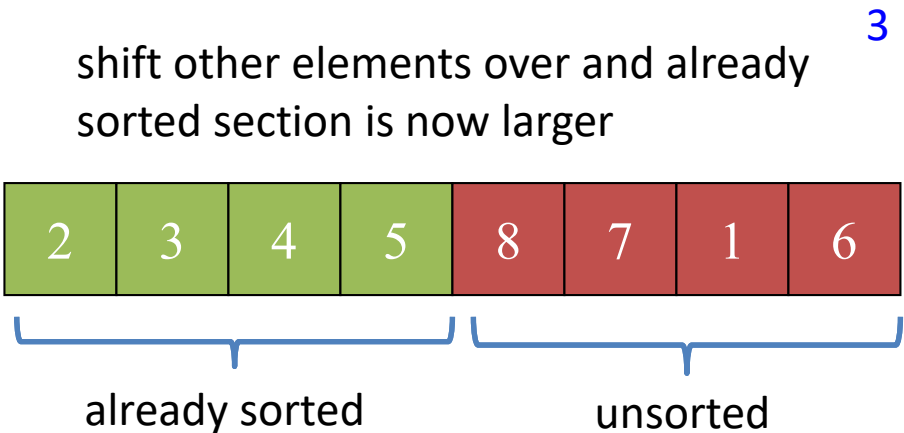 3
shift other elements over and already
sorted section is now larger
2 3 4 5 8 7 1 6
already sorted unsorted